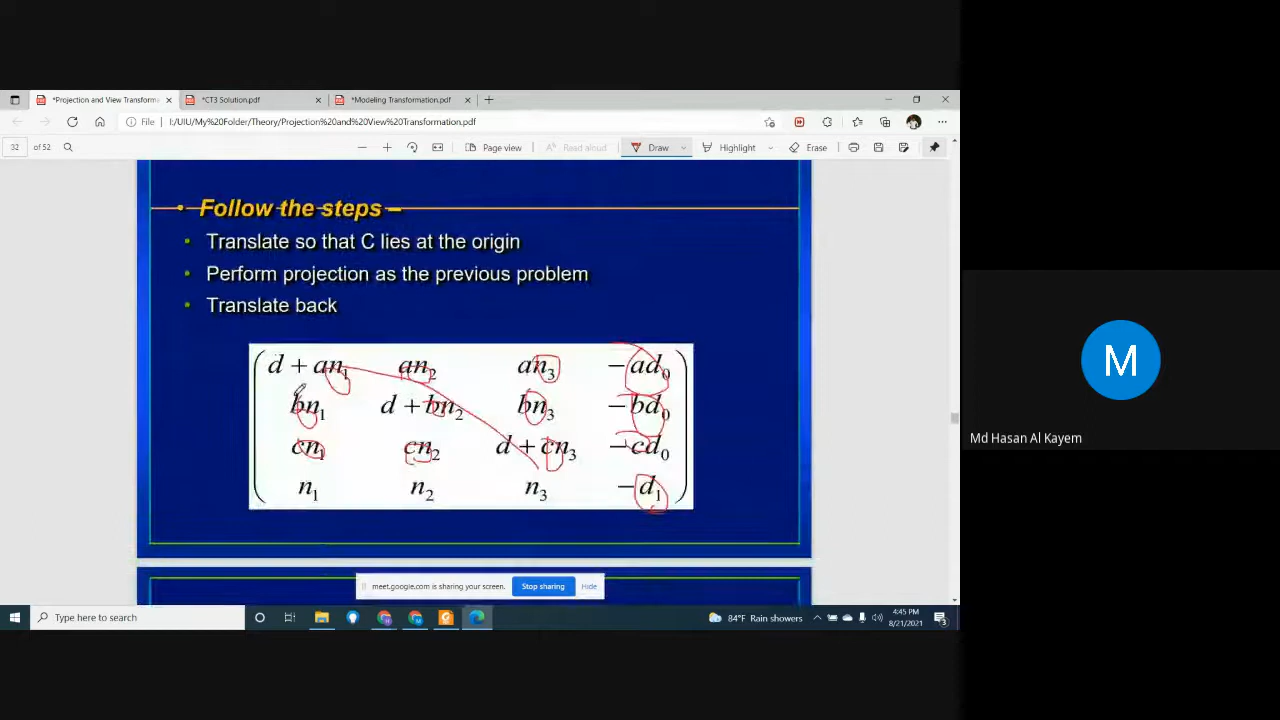 *Projection and View Transforma
*CT3 Solution.pdf
*Modeling Transformation.pdf
File
I:/UIU/My%20Folder/Theory/Projection%20and%20View%20Transformation.pdf
32 of 52
Page view
Read aloud
Draw
Highlight
Erase
• Follow the steps –
• Translate so that C lies at the origin
• Perform projection as the previous problem
• Translate back
d + an₁ an₂ an₃ − ad₀
bn₁ d + bn₂ bn₃ − bd₀
cn₁ cn₂ d + cn₃ − cd₀
n₁ n₂ n₃ − d₁
M
Md Hasan Al Kayem
meet.google.com is sharing your screen.
Stop sharing
Hide
Type here to search
84°F Rain showers
4:45 PM
8/21/2021
3